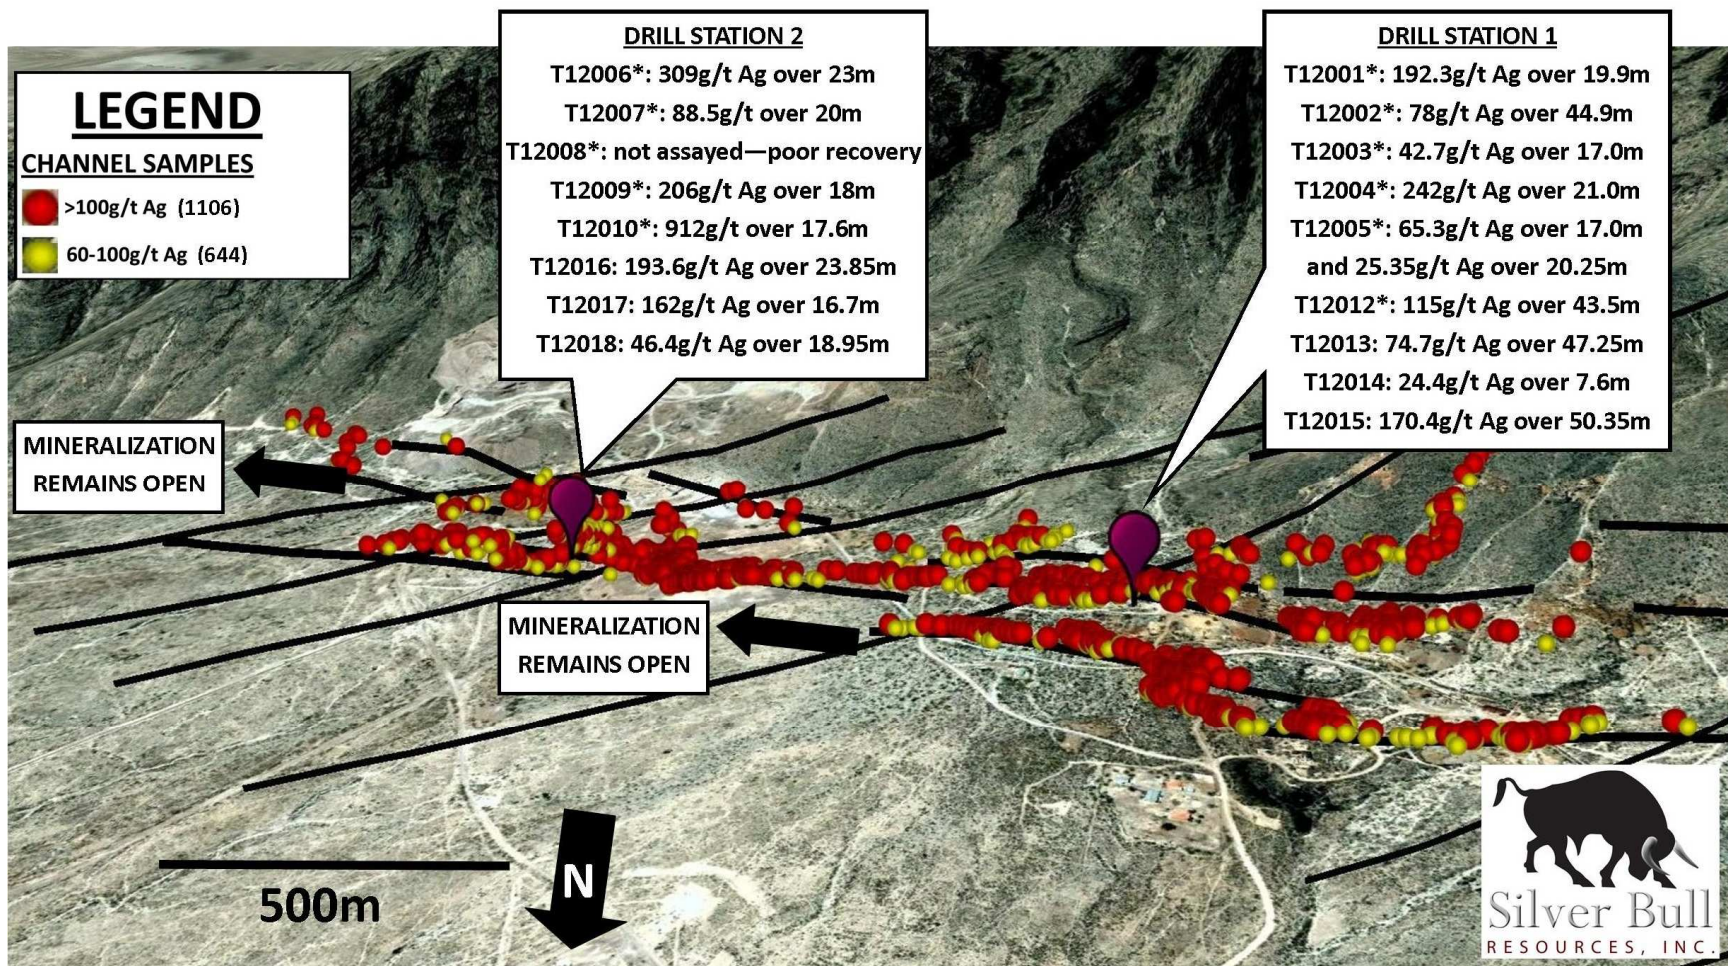 LEGEND
CHANNEL SAMPLES
>100g/t Ag (1106)
60-100g/t Ag (644)
DRILL STATION 2
T12006*: 309g/t Ag over 23m
T12007*: 88.5g/t over 20m
T12008*: not assayed—poor recovery
T12009*: 206g/t Ag over 18m
T12010*: 912g/t over 17.6m
T12016: 193.6g/t Ag over 23.85m
T12017: 162g/t Ag over 16.7m
T12018: 46.4g/t Ag over 18.95m
DRILL STATION 1
T12001*: 192.3g/t Ag over 19.9m
T12002*: 78g/t Ag over 44.9m
T12003*: 42.7g/t Ag over 17.0m
T12004*: 242g/t Ag over 21.0m
T12005*: 65.3g/t Ag over 17.0m
and 25.35g/t Ag over 20.25m
T12012*: 115g/t Ag over 43.5m
T12013: 74.7g/t Ag over 47.25m
T12014: 24.4g/t Ag over 7.6m
T12015: 170.4g/t Ag over 50.35m
MINERALIZATION
REMAINS OPEN
MINERALIZATION
REMAINS OPEN
500m
N
Silver Bull
RESOURCES, INC.